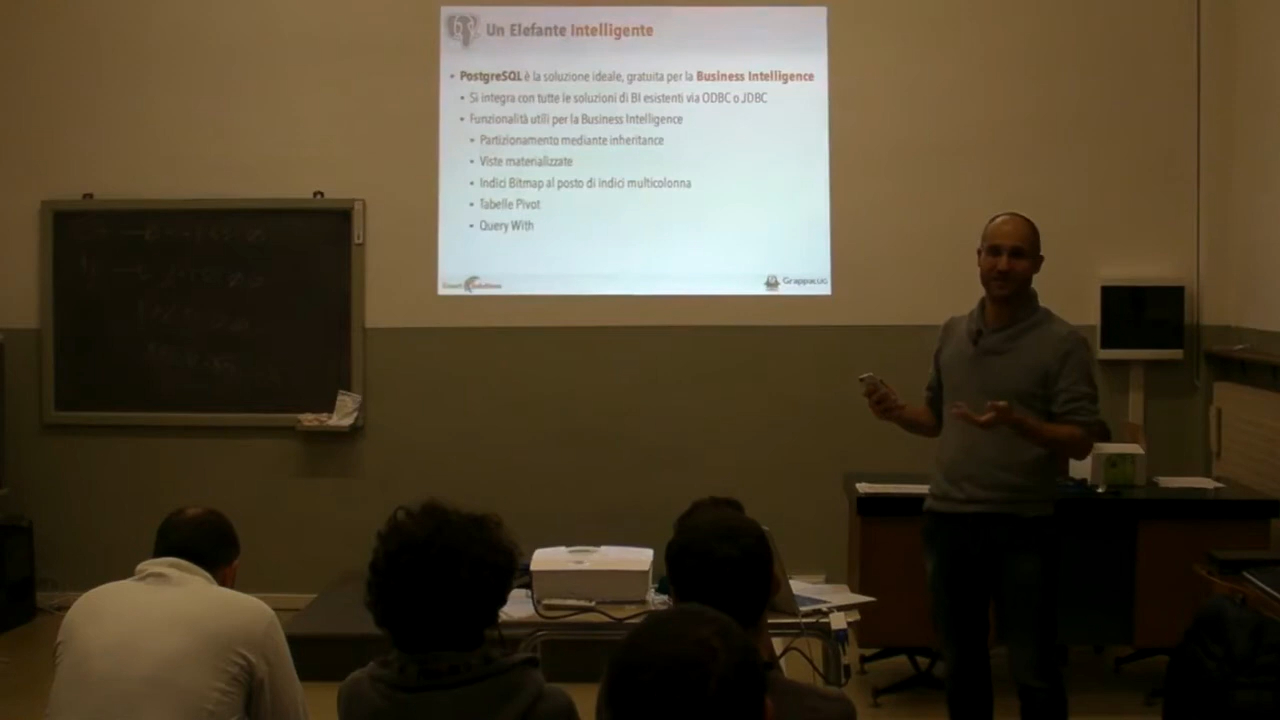 Un Elefante Intelligente
• PostgreSQL è la soluzione ideale, gratuita per la Business Intelligence
• Si integra con tutte le soluzioni di BI esistenti via ODBC o JDBC
• Funzionalità utili per la Business Intelligence
• Partizionamento mediante inheritance
• Viste materializzate
• Indici Bitmap al posto di indici multicolonna
• Tabelle Pivot
• Query With
GrappaLUG